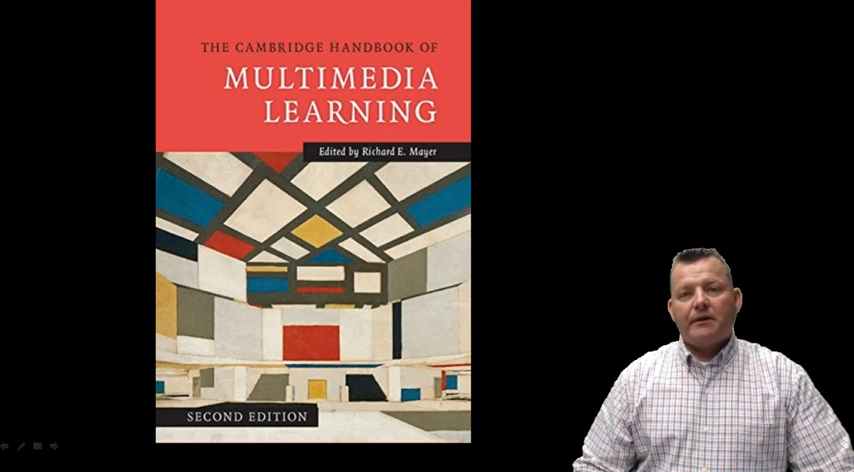 THE CAMBRIDGE HANDBOOK OF
MULTIMEDIA
LEARNING
Edited by Richard E. Mayer
SECOND EDITION